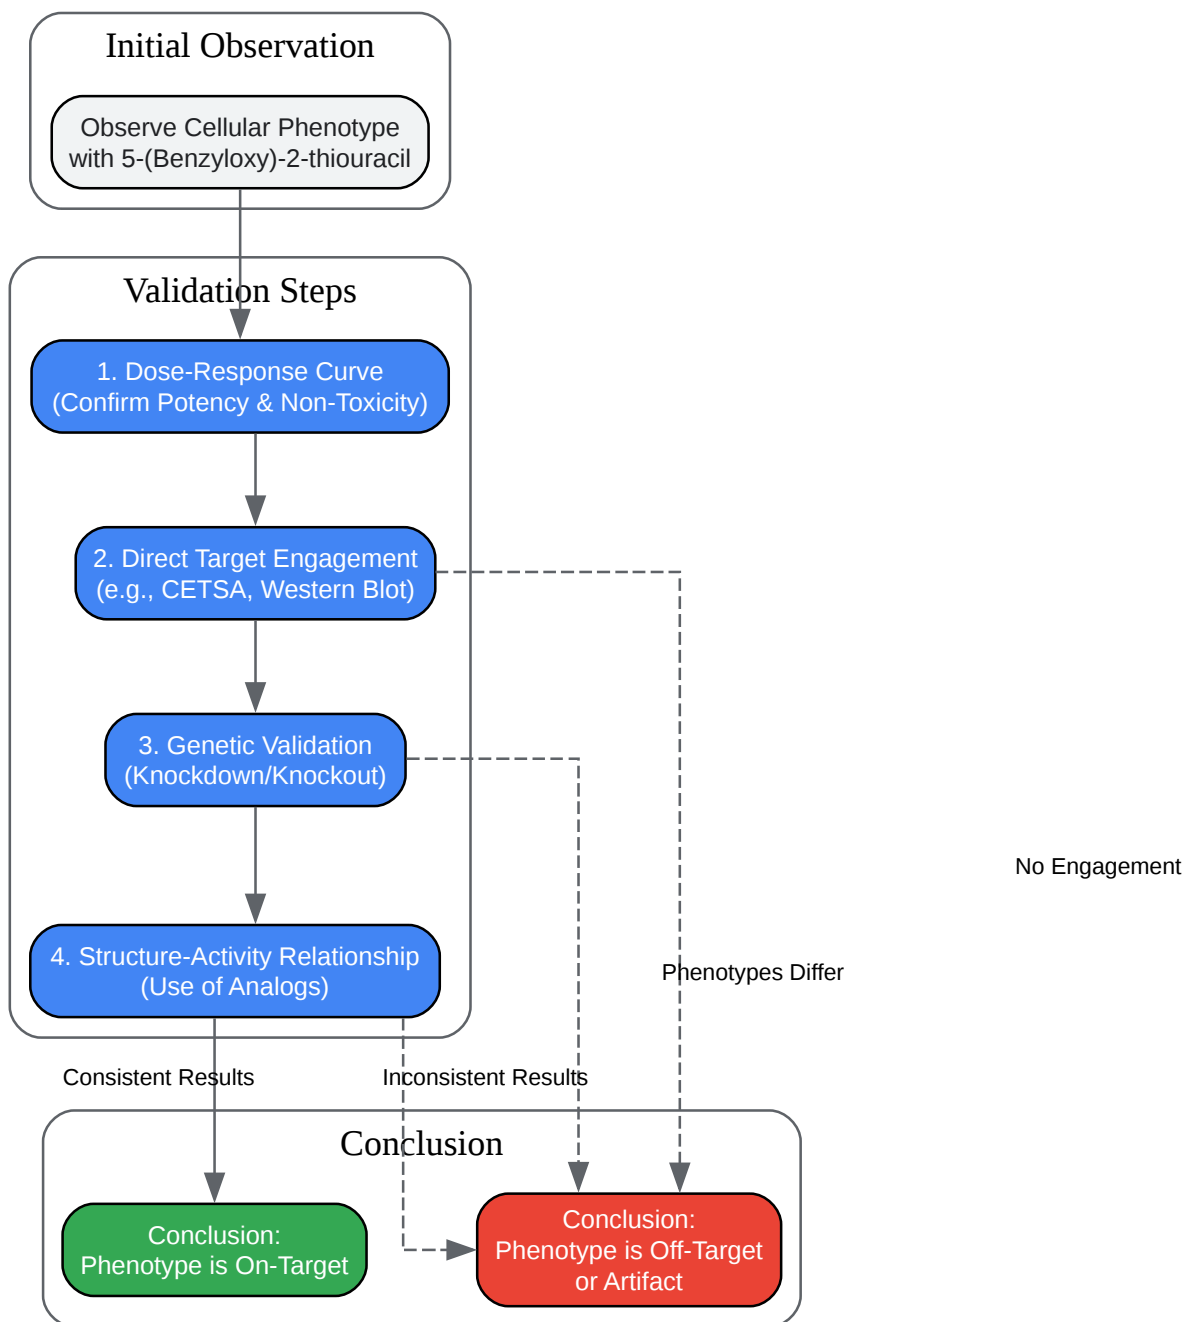 Initial Observation
Observe Cellular Phenotype
with 5-(Benzyloxy)-2-thiouracil
Validation Steps
1. Dose-Response Curve
(Confirm Potency & Non-Toxicity)
2. Direct Target Engagement
(e.g., CETSA, Western Blot)
3. Genetic Validation
(Knockdown/Knockout)
No Engagement
4. Structure-Activity Relationship
(Use of Analogs)
Phenotypes Differ
Consistent Results
Inconsistent Results
Conclusion
Conclusion:
Phenotype is On-Target
Conclusion:
Phenotype is Off-Target
or Artifact